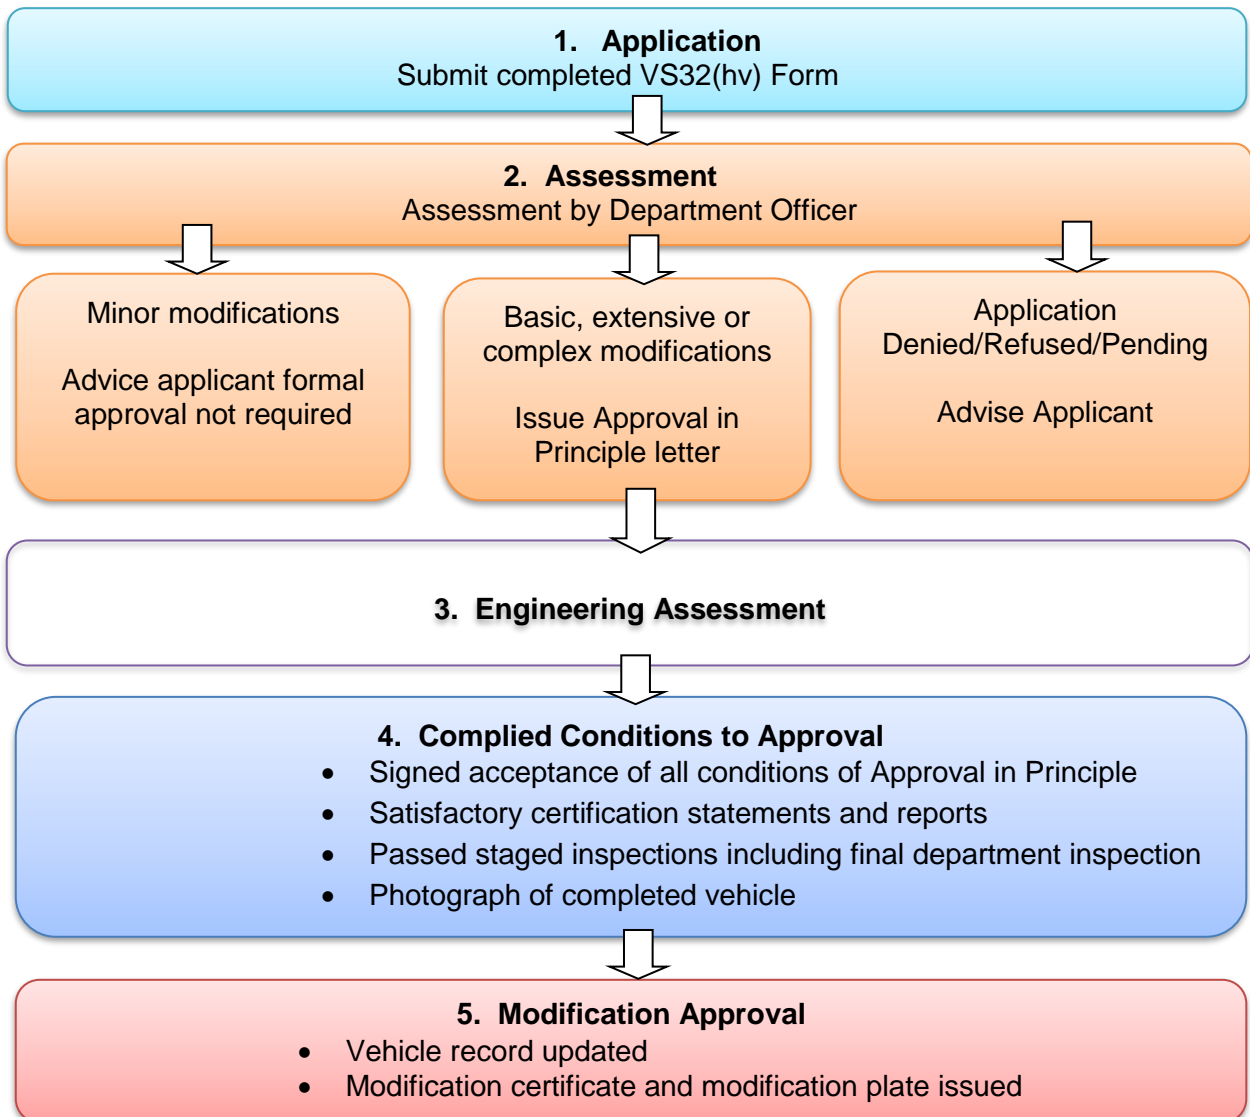 1. Application
Submit completed VS32(hv) Form
2. Assessment
Assessment by Department Officer
Minor modifications
Advice applicant formal
approval not required
Basic, extensive or
complex modifications
Issue Approval in
Principle letter
Application
Denied/Refused/Pending
Advise Applicant
3. Engineering Assessment
4. Complied Conditions to Approval
• Signed acceptance of all conditions of Approval in Principle
• Satisfactory certification statements and reports
• Passed staged inspections including final department inspection
• Photograph of completed vehicle
5. Modification Approval
• Vehicle record updated
• Modification certificate and modification plate issued